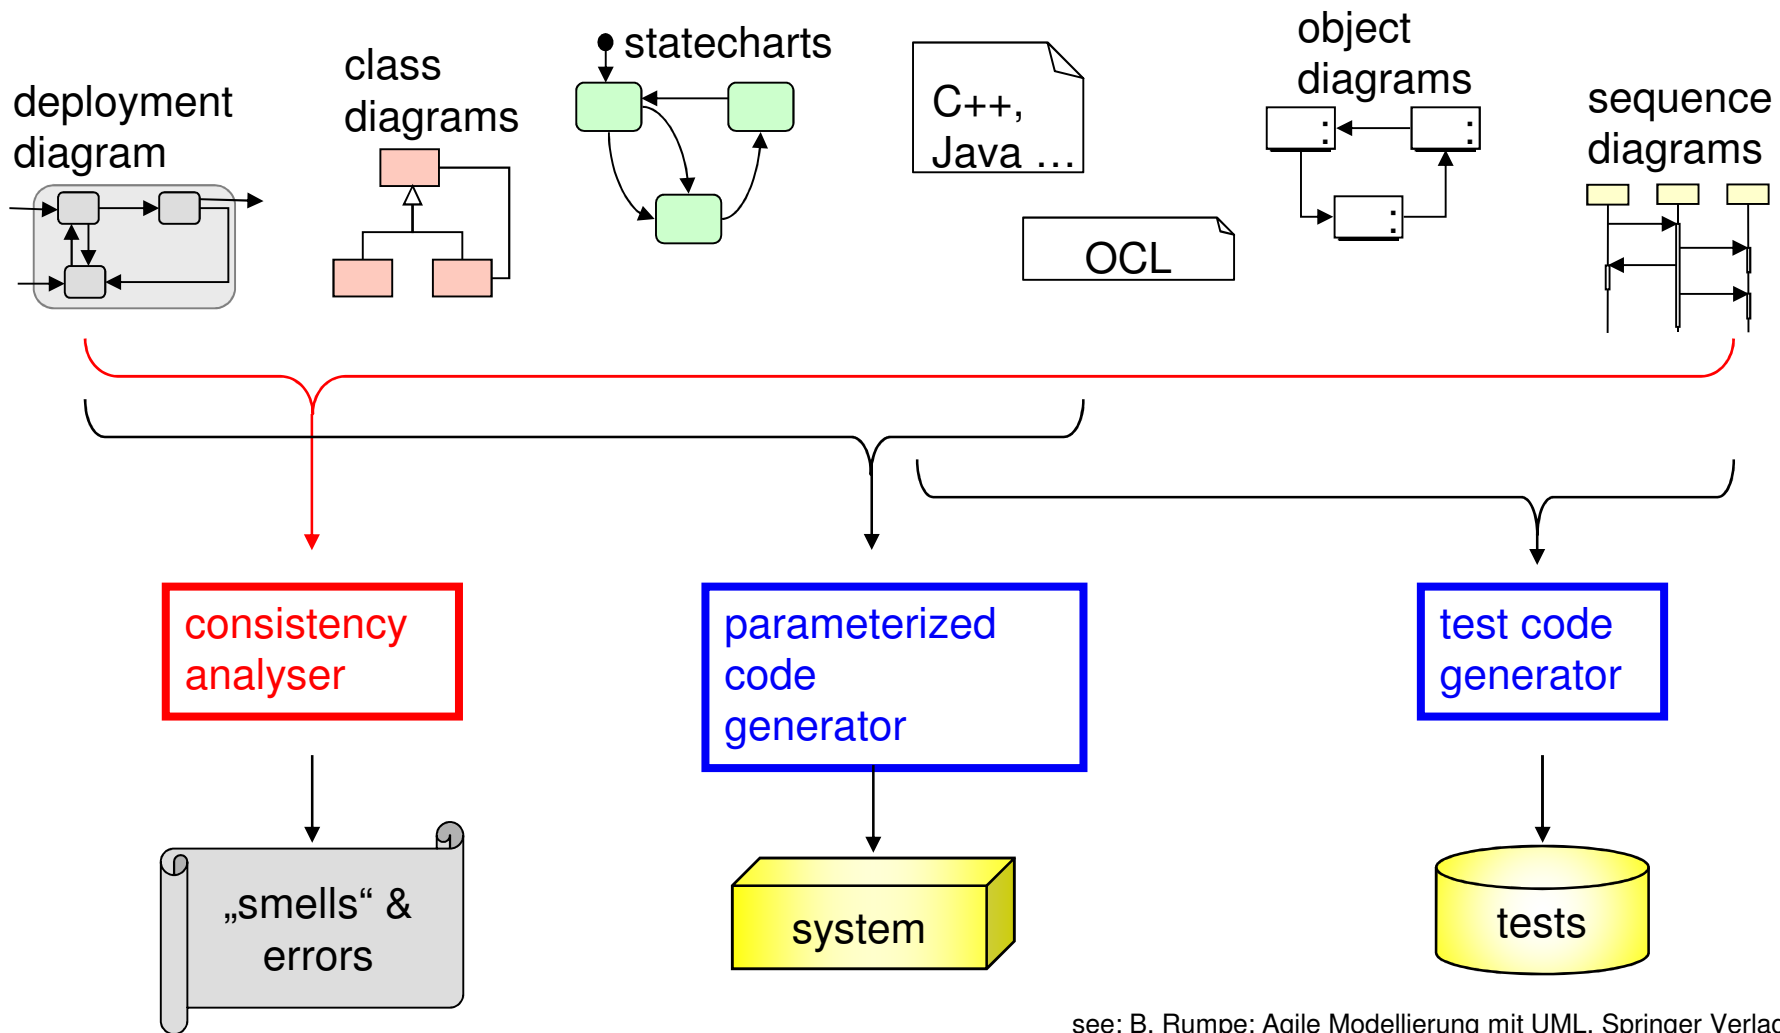 deployment
diagram
class
diagrams
statecharts
C++,
Java ...
OCL
object
diagrams
:
:
:
sequence
diagrams
consistency
analyser
parameterized
code
generator
test code
generator
„smells“ &
errors
system
tests
see: B. Rumpe: Agile Modellierung mit UML. Springer Verlag